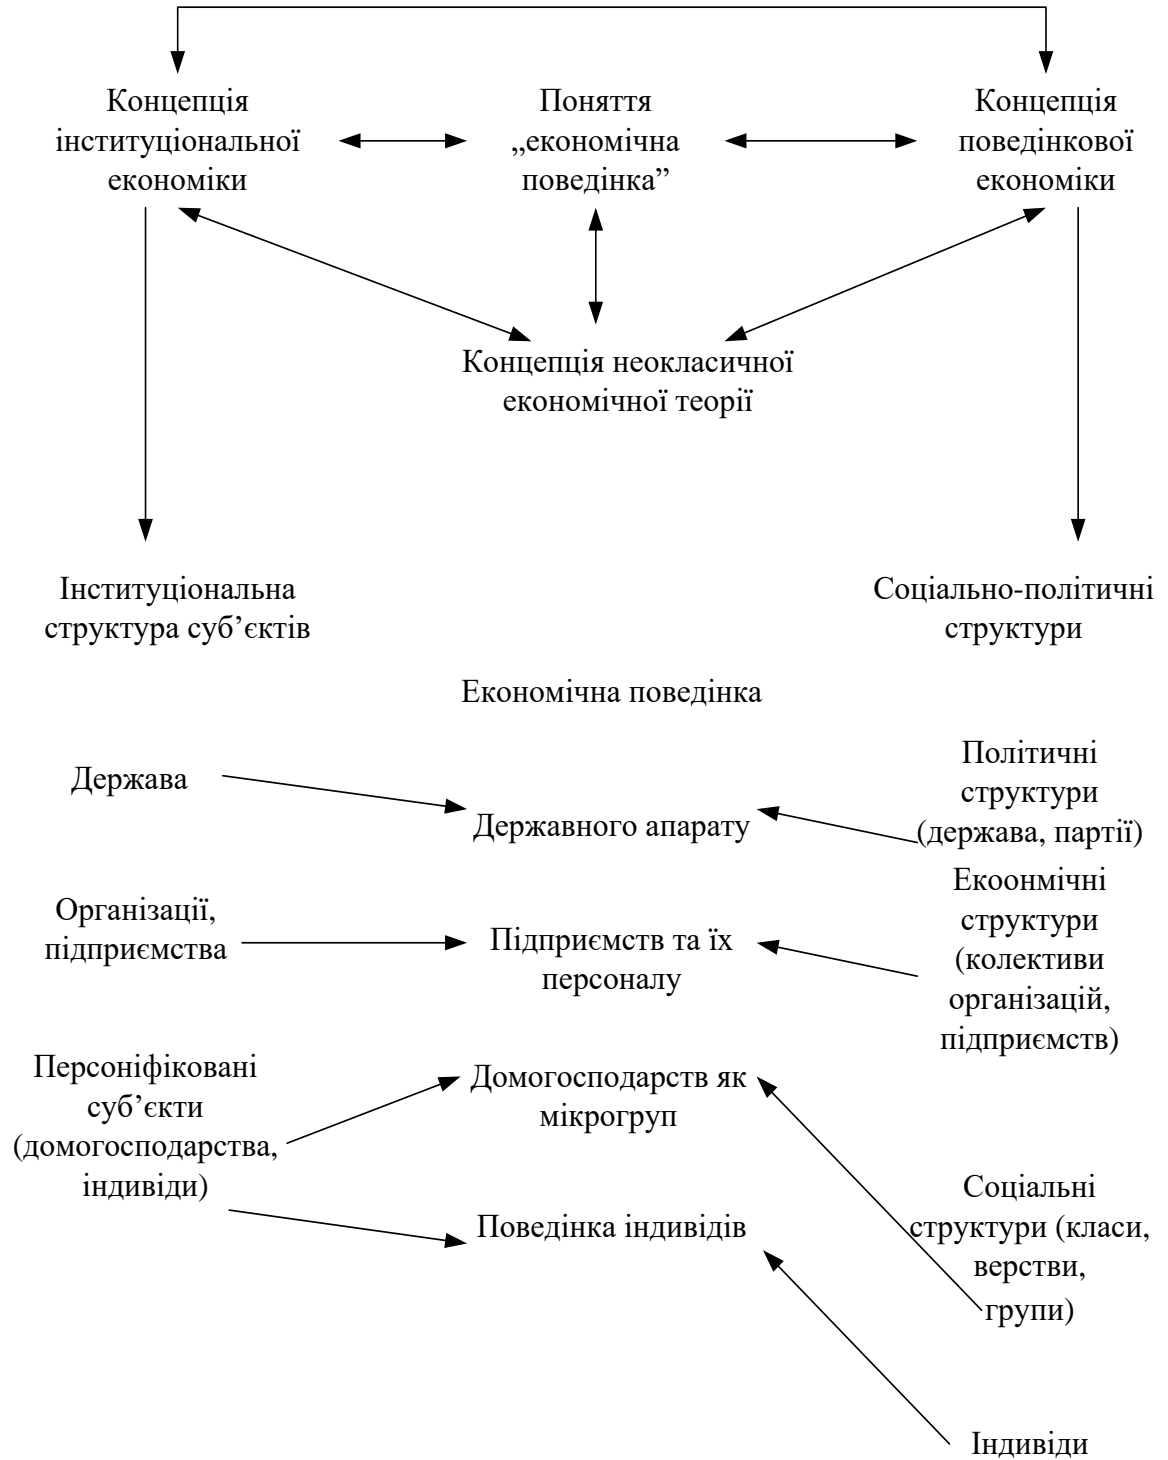 Концепція
інституціональної
економіки
Поняття
„економічна
поведінка”
Концепція
поведінкової
економіки
Концепція неокласичної
економічної теорії
Інституціональна
структура суб’єктів
Соціально-політичні
структури
Економічна поведінка
Держава
Державного апарату
Політичні
структури
(держава, партії)
Організації,
підприємства
Підприємств та їх
персоналу
Екоонмічні
структури
(колективи
організацій,
підприємств)
Персоніфіковані
суб’єкти
(домогосподарства,
індивіди)
Домогосподарств як
мікрогруп
Поведінка індивідів
Соціальні
структури (класи,
верстви,
групи)
Індивіди